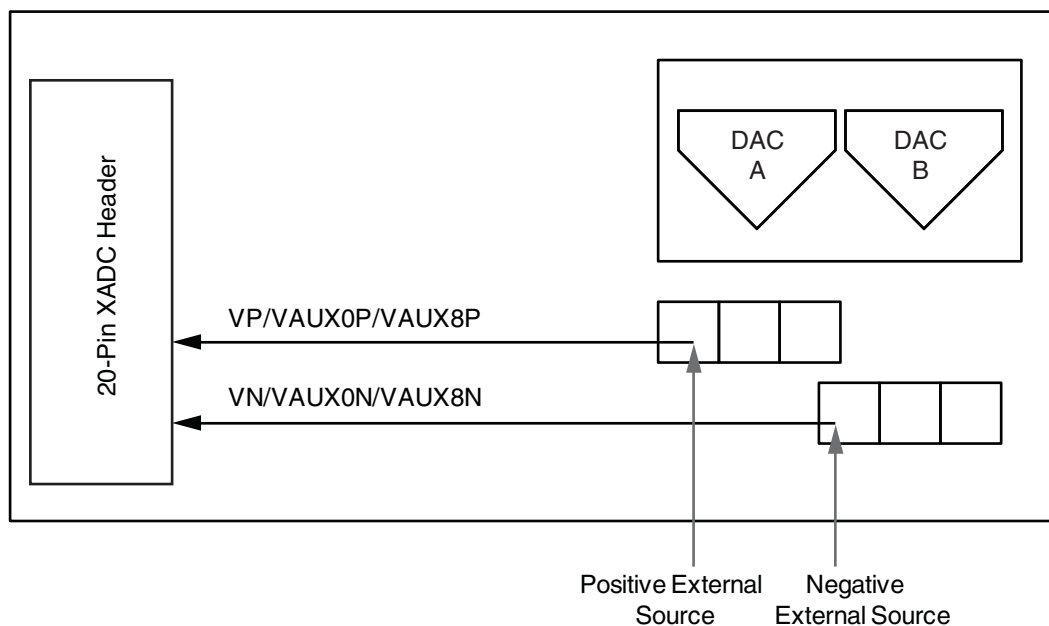 20-Pin XADC Header
DAC
A
DAC
B
VP/VAUX0P/VAUX8P
VN/VAUX0N/VAUX8N
Positive External
Source
Negative
External Source